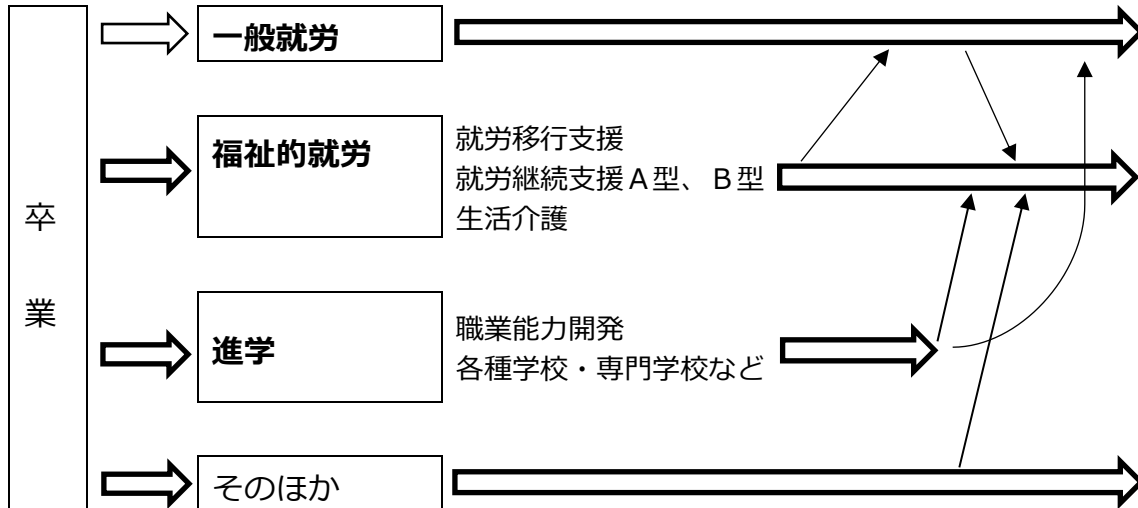 卒
業
一般就労
福祉的就労
就労移行支援
就労継続支援Ａ型、Ｂ型
生活介護
進学
職業能力開発
各種学校・専門学校など
そのほか